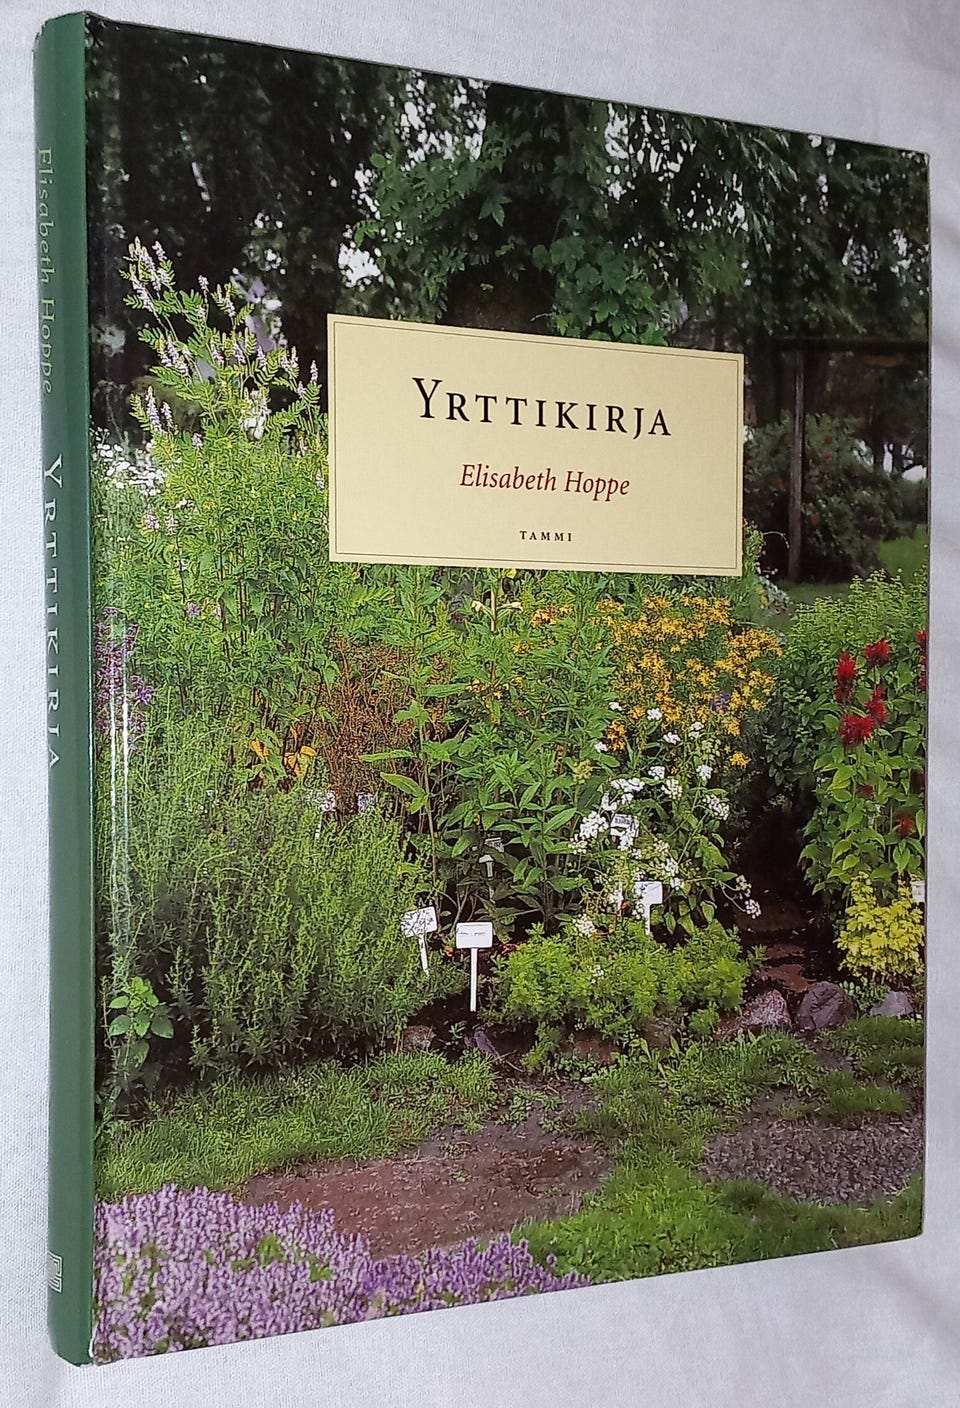 Elisabeth Hoppe YRTTIKIRJA
YRTTIKIRJA
Elisabeth Hoppe
TAMMI